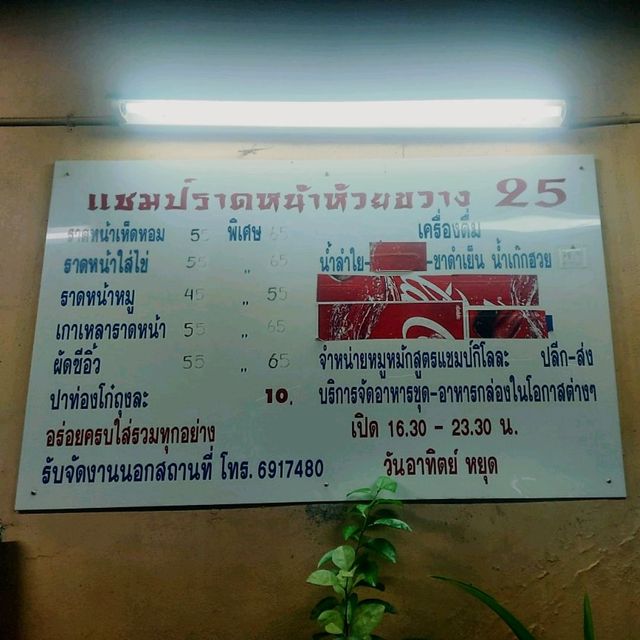 แชมป์ราดหน้าห้วยขวาง 25
ราดหน้าเห็ดหอม 55 พิเศษ 65
ราดหน้าใส่ไข่ 55 ,, 65
ราดหน้าหมู 45 ,, 55
เกาเหลาราดหน้า 55 ,, 65
ผัดซีอิ้ว 55 ,, 65
ปาท่องโก๋ถุงละ 10.
อร่อยครบใส่รวมทุกอย่าง
รับจัดงานนอกสถานที่ โทร. 6917480
เครื่องดื่ม
น้ำลำใย- -ชาดำเย็น น้ำเก๊กฮวย
จำหน่ายหมูหมักสูตรแชมป์กิโลละ ปลีก-ส่ง
บริการจัดอาหารชุด-อาหารกล่องในโอกาสต่างๆ
เปิด 16.30 - 23.30 น.
วันอาทิตย์ หยุด